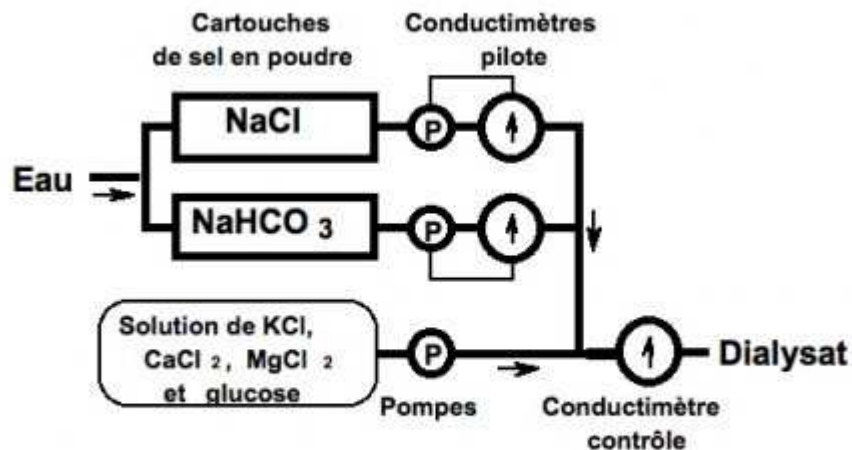 Cartouches
de sel en poudre
Conductimètres
pilote
NaCl
P
Eau
NaHCO 3
P
Solution de KCl,
CaCl 2 , MgCl 2
et glucose
P
Dialysat
Pompes
Conductimètre
contrôle